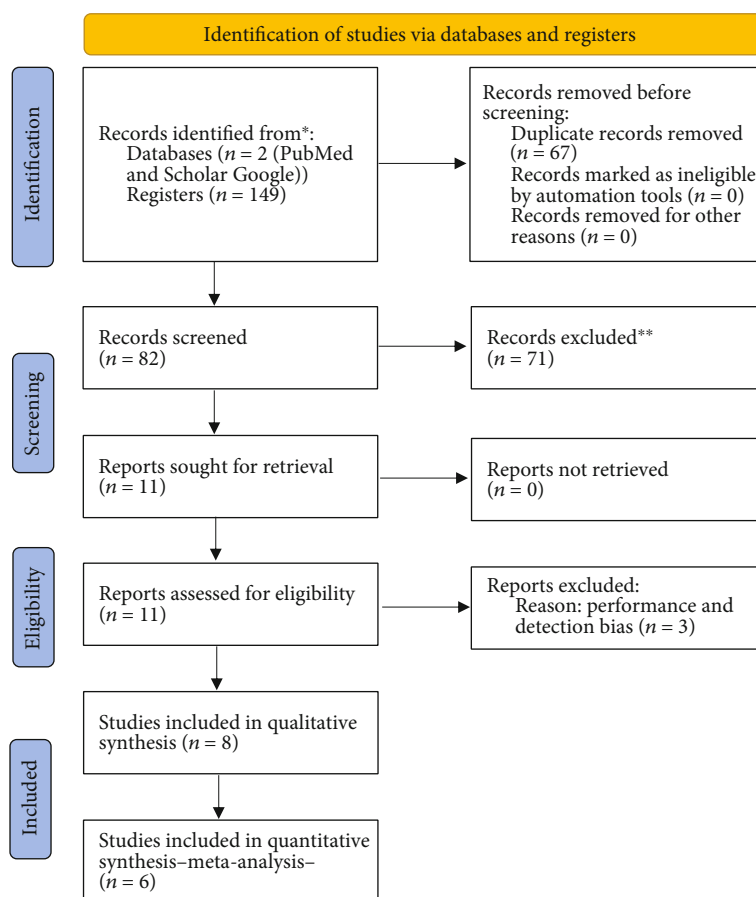 Identification of studies via databases and registers
Identification
Records identified from*:
Databases (n = 2 (PubMed
and Scholar Google))
Registers (n = 149)
Records removed before
screening:
Duplicate records removed
(n = 67)
Records marked as ineligible
by automation tools (n = 0)
Records removed for other
reasons (n = 0)
Screening
Records screened
(n = 82)
Records excluded**
(n = 71)
Reports sought for retrieval
(n = 11)
Reports not retrieved
(n = 0)
Eligibility
Reports assessed for eligibility
(n = 11)
Reports excluded:
Reason: performance and
detection bias (n = 3)
Included
Studies included in qualitative
synthesis (n = 8)
Studies included in quantitative
synthesis–meta-analysis–
(n = 6)